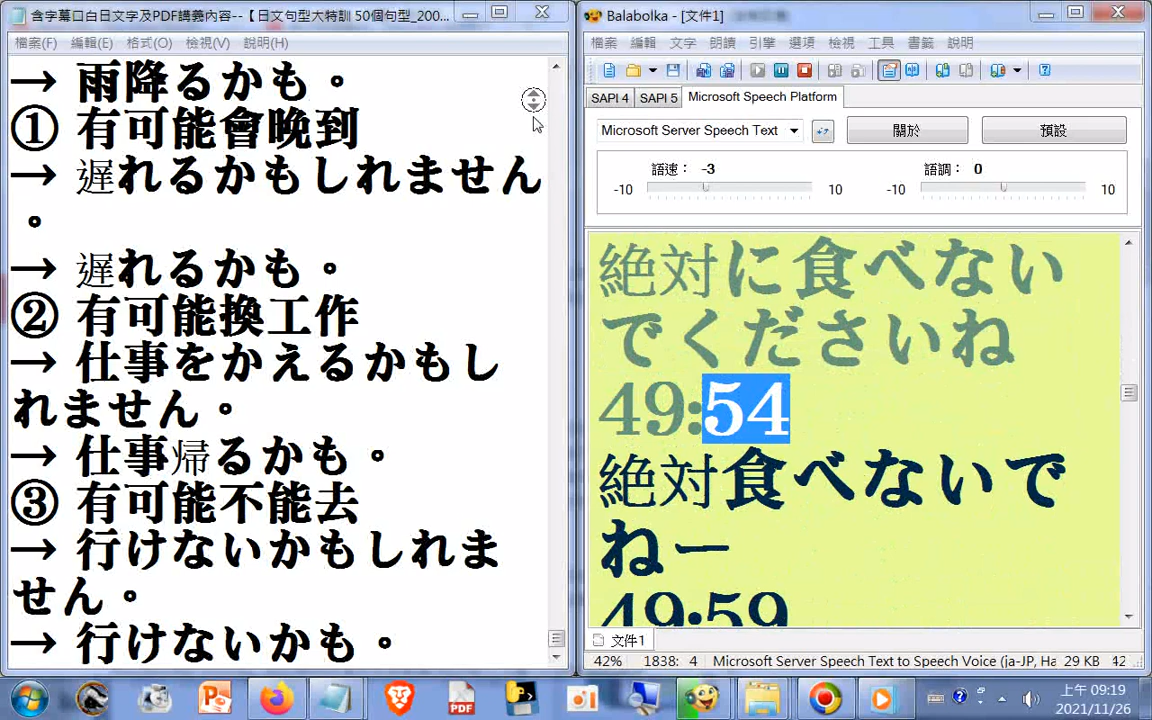 含字幕口白日文字及PDF講義內容--【日文句型大特訓 50個句型_200...
檔案(F) 編輯(E) 格式(O) 檢視(V) 說明(H)
→ 雨降るかも。
① 有可能會晚到
→ 遅れるかもしれません
。
→ 遅れるかも。
② 有可能換工作
→ 仕事をかえるかもし
れません。
→ 仕事帰るかも。
③ 有可能不能去
→ 行けないかもしれま
せん。
→ 行けないかも。
Balabolka - [文件1]
檔案 編輯 文字 朗讀 引擎 選項 檢視 工具 書籤 說明
SAPI 4 SAPI 5 Microsoft Speech Platform
Microsoft Server Speech Text 關於 預設
語速： -3 語調： 0
-10 10 -10 10
絶対に食べない
でくださいね
49:54
絶対食べないで
ねー
49:59
文件1
42% 1838: 4 Microsoft Server Speech Text to Speech Voice (ja-JP, Ha 29 KB 42
PDF
上午 09:19
2021/11/26